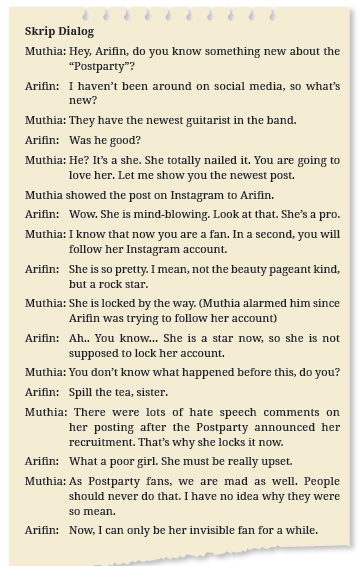 Skrip Dialog
Muthia: Hey, Arifin, do you know something new about the
“Postparty”?
Arifin: I haven’t been around on social media, so what’s
new?
Muthia: They have the newest guitarist in the band.
Arifin: Was he good?
Muthia: He? It’s a she. She totally nailed it. You are going to
love her. Let me show you the newest post.
Muthia showed the post on Instagram to Arifin.
Arifin: Wow. She is mind-blowing. Look at that. She’s a pro.
Muthia: I know that now you are a fan. In a second, you will
follow her Instagram account.
Arifin: She is so pretty. I mean, not the beauty pageant kind,
but a rock star.
Muthia: She is locked by the way. (Muthia alarmed him since
Arifin was trying to follow her account)
Arifin: Ah.. You know... She is a star now, so she is not
supposed to lock her account.
Muthia: You don’t know what happened before this, do you?
Arifin: Spill the tea, sister.
Muthia: There were lots of hate speech comments on
her posting after the Postparty announced her
recruitment. That’s why she locks it now.
Arifin: What a poor girl. She must be really upset.
Muthia: As Postparty fans, we are mad as well. People
should never do that. I have no idea why they were
so mean.
Arifin: Now, I can only be her invisible fan for a while.